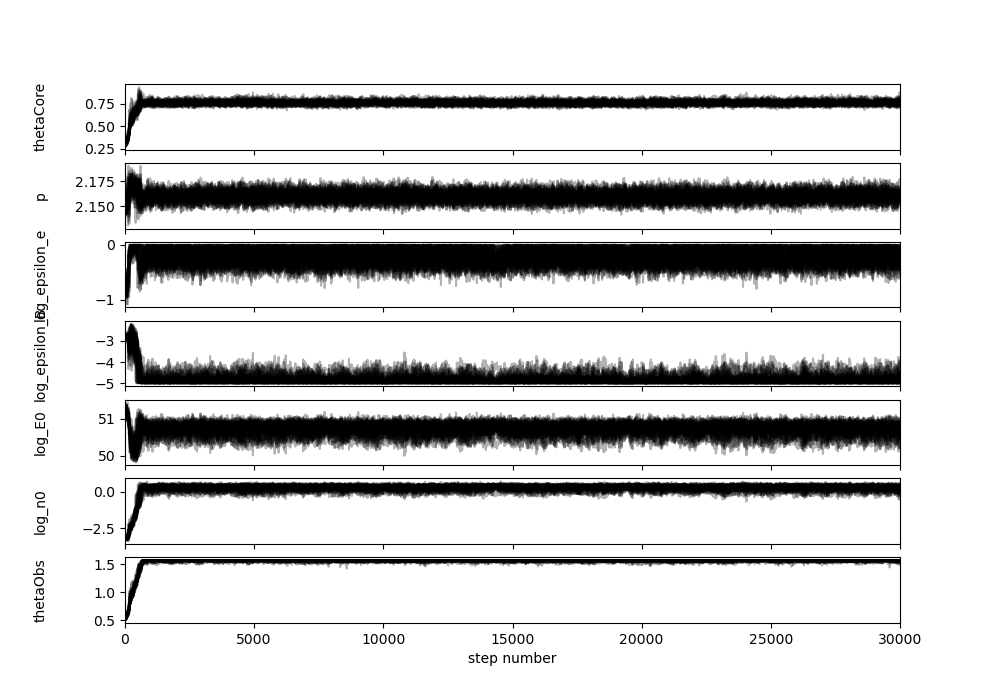 thetaCore
0.75
0.50
0.25
p
2.175
2.150
log_epsilon_e
0
−1
log_epsilon_B
−3
−4
−5
log_E0
51
50
log_n0
0.0
−2.5
thetaObs
1.5
1.0
0.5
0 5000 10000 15000 20000 25000 30000
step number